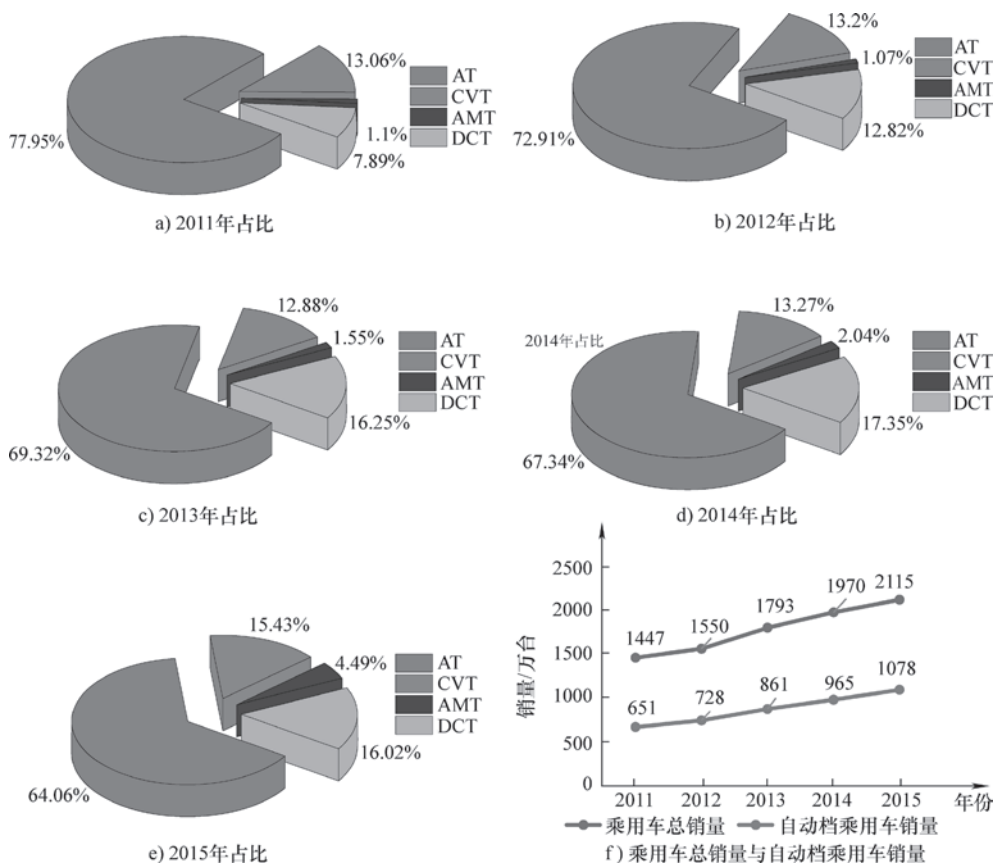 13.06%
AT
CVT
AMT
DCT
1.1%
7.89%
77.95%
a) 2011年占比
13.2%
AT
1.07%
CVT
AMT
DCT
12.82%
72.91%
b) 2012年占比
12.88%
1.55%
AT
CVT
AMT
DCT
16.25%
69.32%
c) 2013年占比
2014年占比
13.27%
2.04%
AT
CVT
AMT
DCT
17.35%
67.34%
d) 2014年占比
15.43%
4.49%
AT
CVT
AMT
DCT
16.02%
64.06%
e) 2015年占比
销量/万台
2500
2000
1500
1000
500
0
1447
1550
1793
1970
2115
651
728
861
965
1078
2011 2012 2013 2014 2015 年份
乘用车总销量 自动档乘用车销量
f) 乘用车总销量与自动档乘用车销量